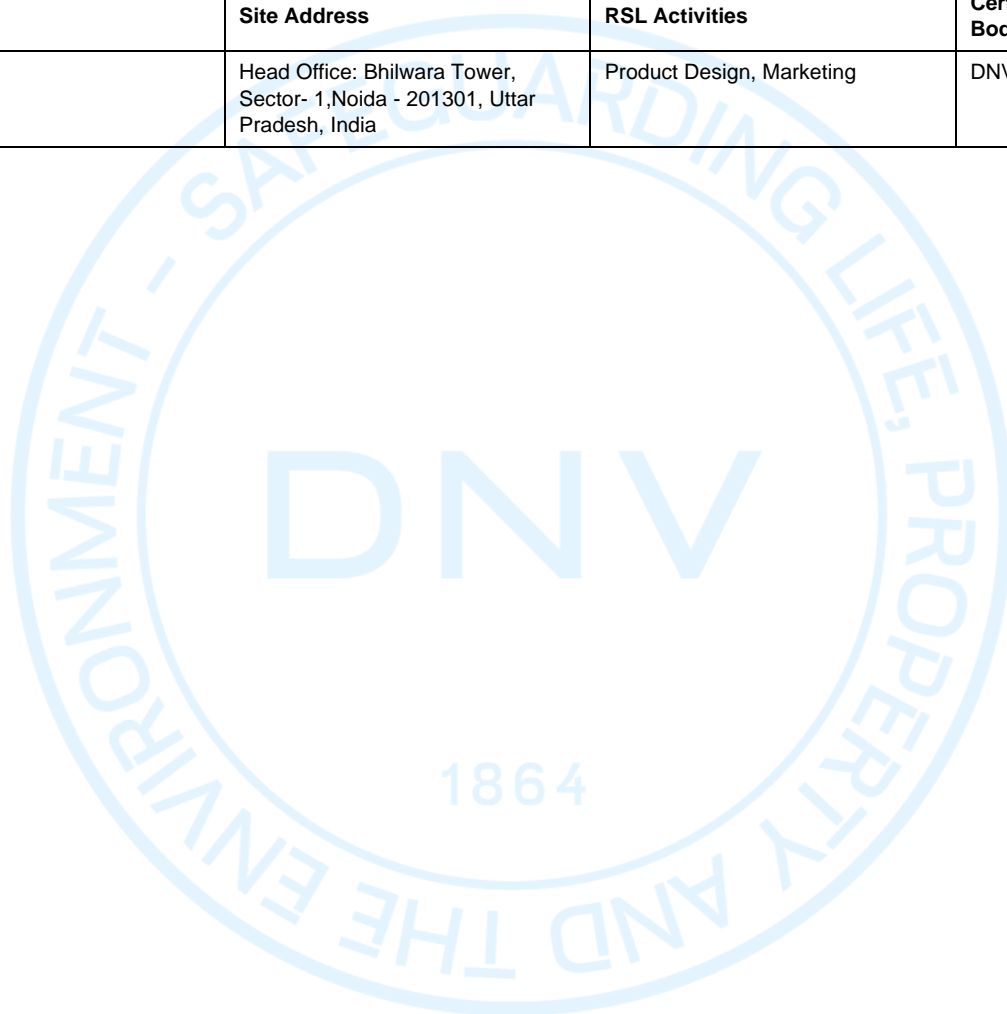 Site Address
RSL Activities
Head Office: Bhilwara Tower,
Sector- 1,Noida - 201301, Uttar
Pradesh, India
Product Design, Marketing
DNV
SAFEGUARDING LIFE, PROPERTY AND THE ENVIRONMENT -
DNV
1864